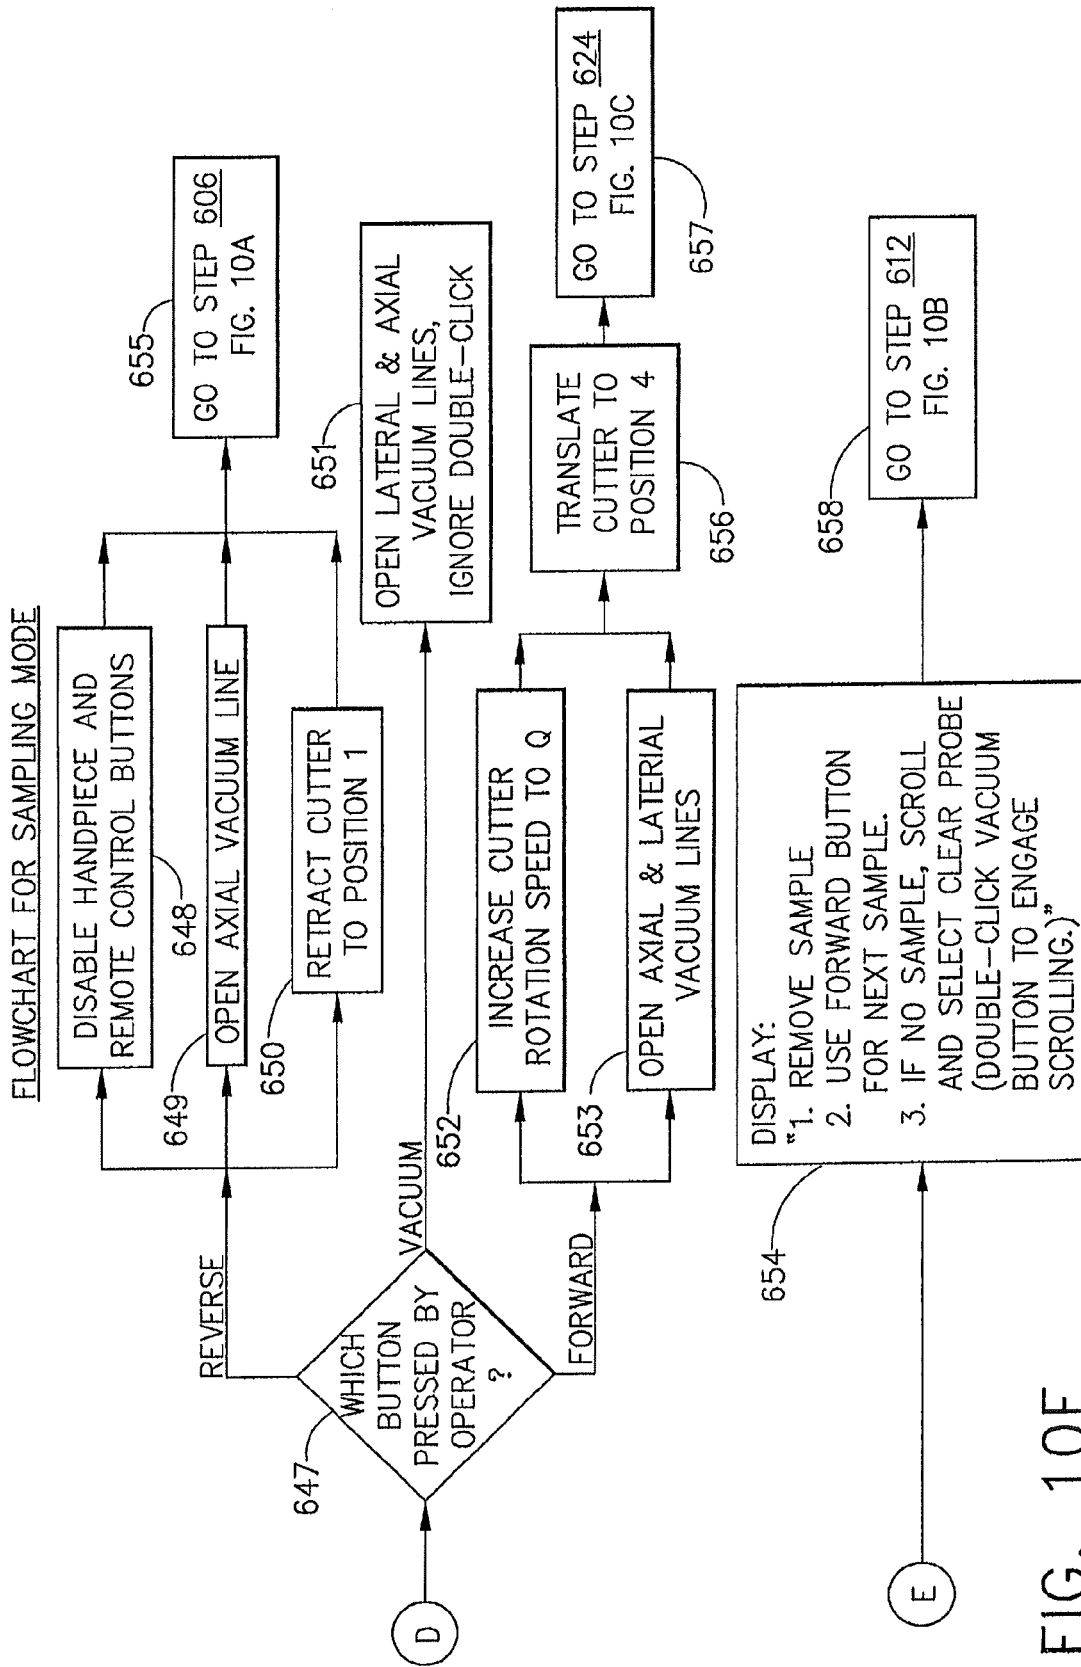 FLOWCHART FOR SAMPLING MODE
D
647
WHICH
BUTTON
PRESSED BY
OPERATOR
?
REVERSE
VACUUM
FORWARD
DISABLE HANDPIECE AND
REMOTE CONTROL BUTTONS
648
649
OPEN AXIAL VACUUM LINE
650
RETRACT CUTTER
TO POSITION 1
655
GO TO STEP 606
FIG. 10A
651
OPEN LATERAL & AXIAL
VACUUM LINES,
IGNORE DOUBLE-CLICK
652
INCREASE CUTTER
ROTATION SPEED TO Q
653
OPEN AXIAL & LATERIAL
VACUUM LINES
TRANSLATE
CUTTER TO
POSITION 4
656
GO TO STEP 624
FIG. 10C
657
E
654
DISPLAY:
"1. REMOVE SAMPLE
2. USE FORWARD BUTTON
FOR NEXT SAMPLE.
3. IF NO SAMPLE, SCROLL
AND SELECT CLEAR PROBE
(DOUBLE-CLICK VACUUM
BUTTON TO ENGAGE
SCROLLING.)"
658
GO TO STEP 612
FIG. 10B